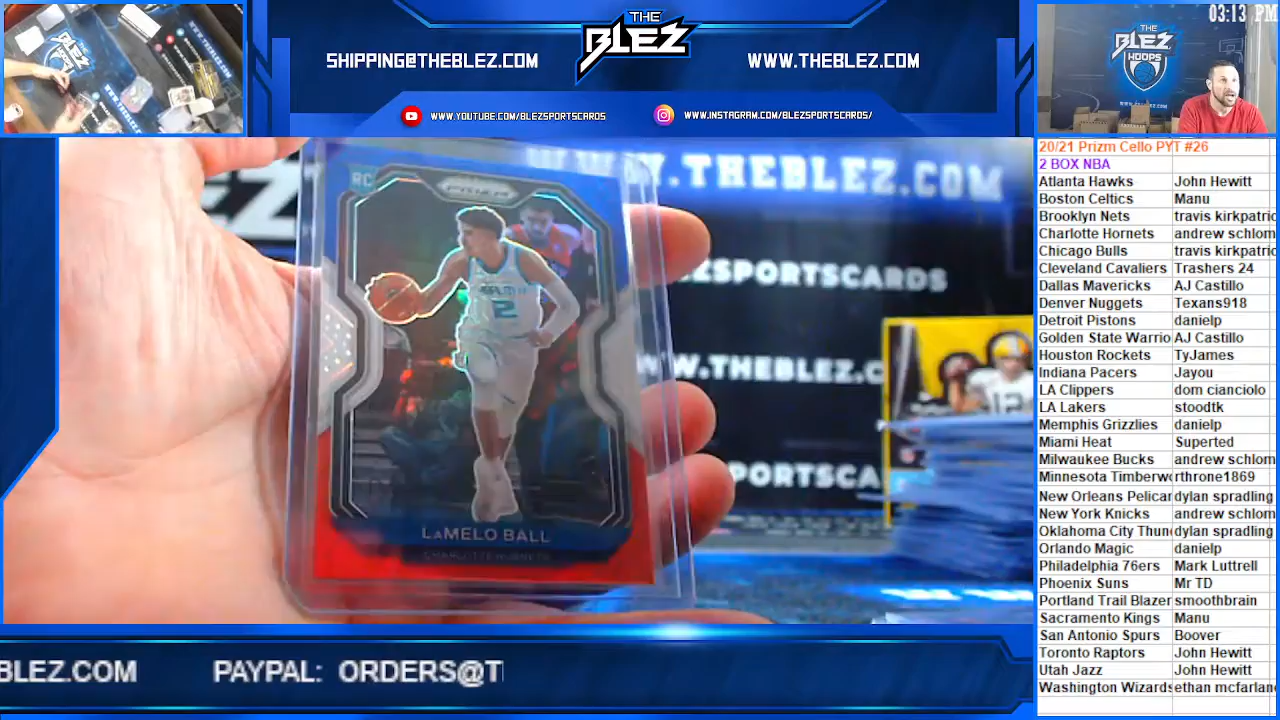 03:13 PM
THE
BLEZ
SHIPPING@THEBLEZ.COM
WWW.THEBLEZ.COM
WWW.YOUTUBE.COM/BLEZSPORTSCARDS
WWW.INSTAGRAM.COM/BLEZSPORTSCARDS/
THE
BLEZ
HOOPS
20/21 Prizm Cello PYT #26
2 BOX NBA
Atlanta Hawks John Hewitt
Boston Celtics Manu
Brooklyn Nets travis kirkpatric
Charlotte Hornets andrew schlom
Chicago Bulls travis kirkpatric
Cleveland Cavaliers Trashers 24
Dallas Mavericks AJ Castillo
Denver Nuggets Texans918
Detroit Pistons danielp
Golden State Warrio AJ Castillo
Houston Rockets TyJames
Indiana Pacers Jayou
LA Clippers dom cianciolo
LA Lakers stoodtk
Memphis Grizzlies danielp
Miami Heat Superted
Milwaukee Bucks andrew schlom
Minnesota Timberwo rthrone1869
New Orleans Pelicar dylan spradling
New York Knicks andrew schlom
Oklahoma City Thun dylan spradling
Orlando Magic danielp
Philadelphia 76ers Mark Luttrell
Phoenix Suns Mr TD
Portland Trail Blazer smoothbrain
Sacramento Kings Manu
San Antonio Spurs Boover
Toronto Raptors John Hewitt
Utah Jazz John Hewitt
Washington Wizards ethan mcfarland
WWW.THEBLEZ.COM
EZSPORTSCARDS
WW.THEBLEZ.C
SPORTSCA
RC
PRIZM
2
12
LaMELO BALL
CHARLOTTE HORNETS
BLEZ.COM PAYPAL: ORDERS@T